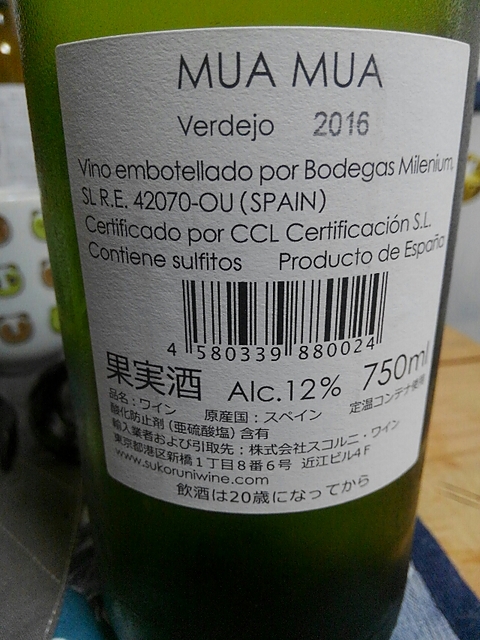 MUA MUA
Verdejo 2016
Vino embotellado por Bodegas Milenium,
SL R.E. 42070-OU (SPAIN)
Certificado por CCL Certificación S.L.
Contiene sulfitos Producto de España
4 580339 880024
果実酒 Alc.12% 750ml
品名：ワイン 原産国：スペイン 定温コンテナ使用
酸化防止剤（亜硫酸塩）含有
輸入業者および引取先：株式会社スコルニ・ワイン
東京都港区新橋１丁目８番６号 近江ビル4F
www.sukoruniwine.com
飲酒は20歳になってから